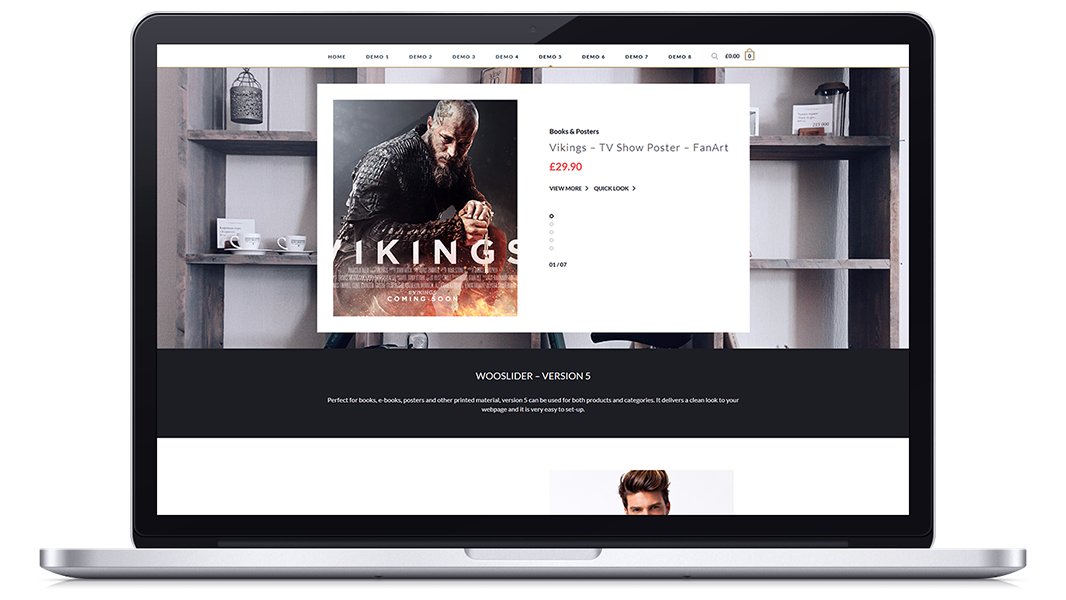 HOME DEMO 1 DEMO 2 DEMO 3 DEMO 4 DEMO 5 DEMO 6 DEMO 7 DEMO 8 £0.00 0
Books & Posters
Vikings – TV Show Poster – FanArt
£29.90
VIEW MORE QUICK LOOK
01 / 07
VIKINGS
#VIKINGS
COMING SOON
WOOSLIDER – VERSION 5
Perfect for books, e-books, posters and other printed material, version 5 can be used for both products and categories. It delivers a clean look to your
webpage and it is very easy to set-up.